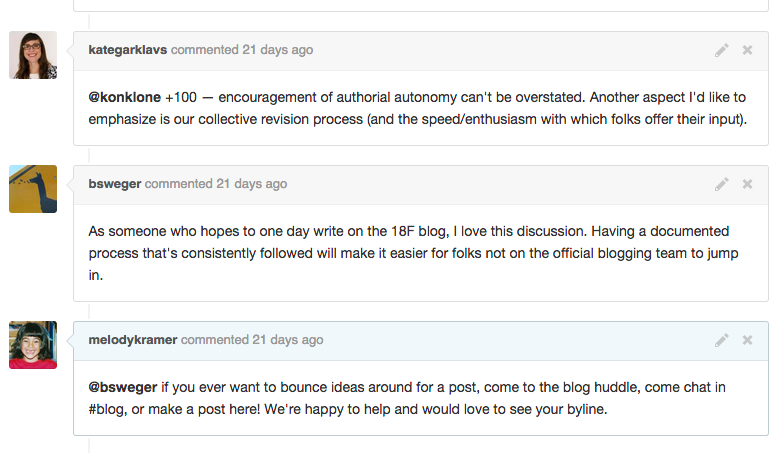 kategarklavs commented 21 days ago
@konklone +100 — encouragement of authorial autonomy can't be overstated. Another aspect I'd like to
emphasize is our collective revision process (and the speed/enthusiasm with which folks offer their input).
bsweger commented 21 days ago
As someone who hopes to one day write on the 18F blog, I love this discussion. Having a documented
process that's consistently followed will make it easier for folks not on the official blogging team to jump
in.
melodykramer commented 21 days ago
@bsweger if you ever want to bounce ideas around for a post, come to the blog huddle, come chat in
#blog, or make a post here! We're happy to help and would love to see your byline.